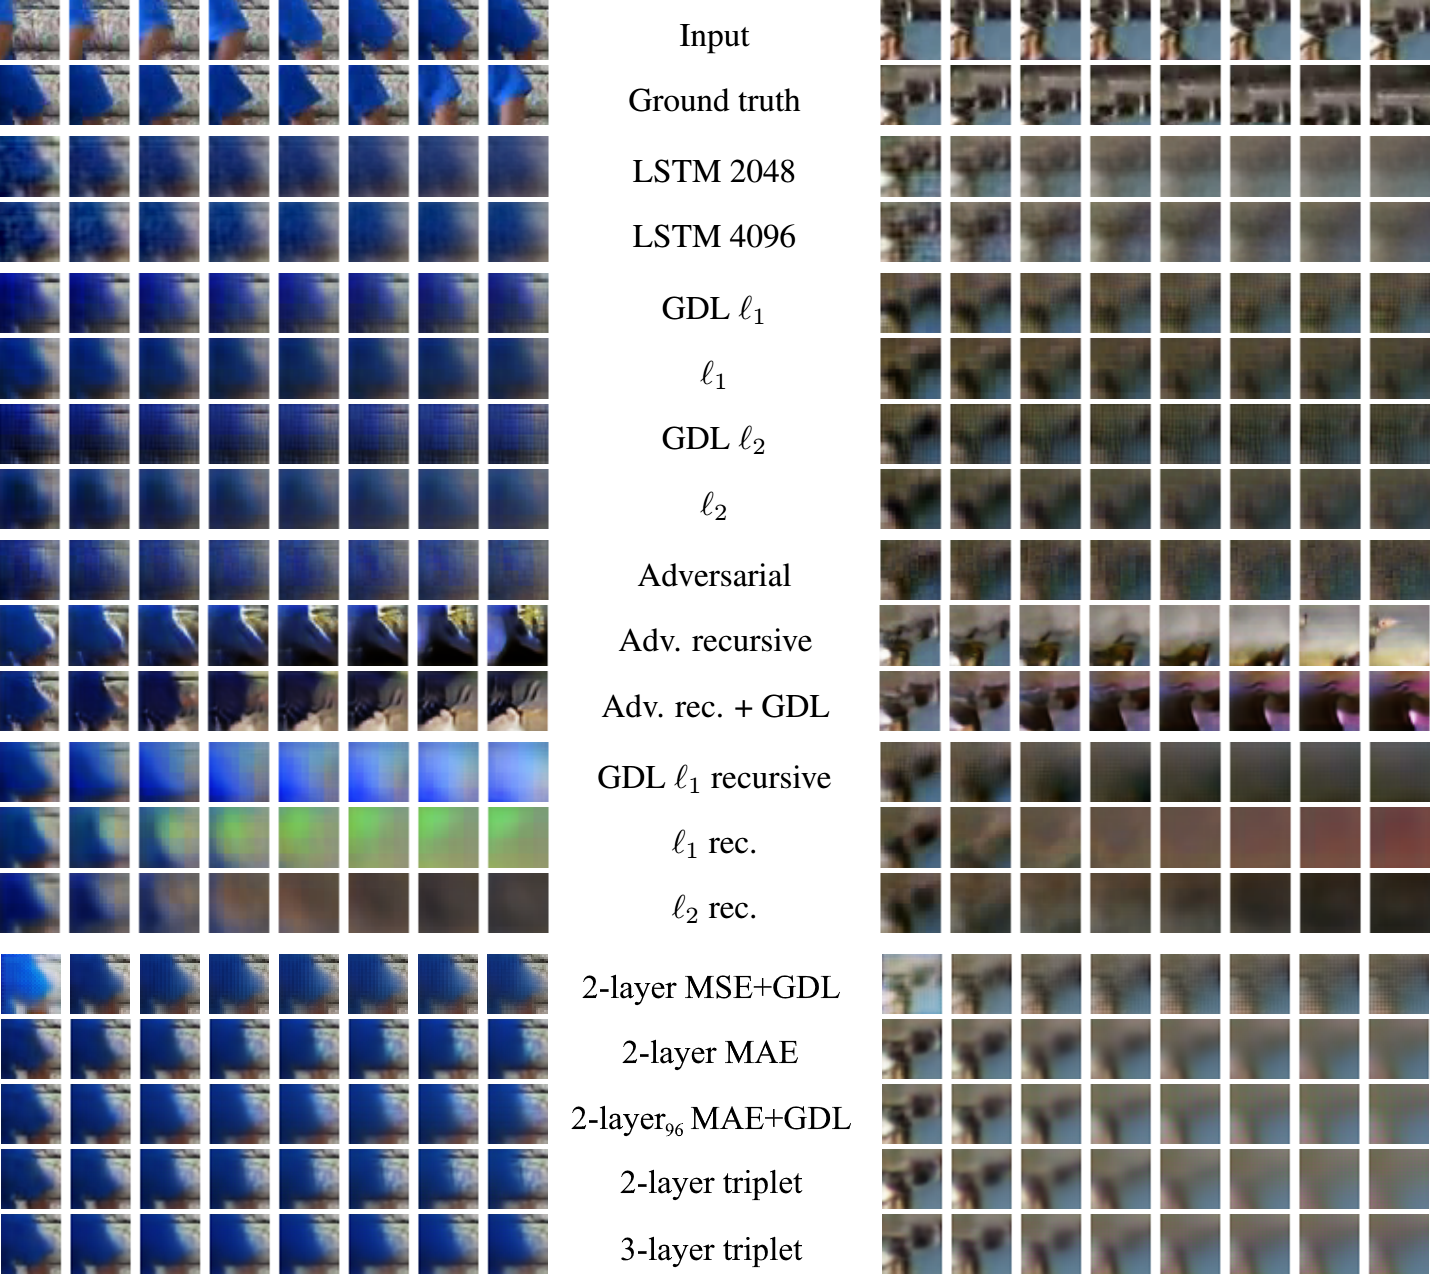 Input
Ground truth
LSTM 2048
LSTM 4096
GDL ℓ₁
ℓ₁
GDL ℓ₂
ℓ₂
Adversarial
Adv. recursive
Adv. rec. + GDL
GDL ℓ₁ recursive
ℓ₁ rec.
ℓ₂ rec.
2-layer MSE+GDL
2-layer MAE
2-layer₉₆ MAE+GDL
2-layer triplet
3-layer triplet